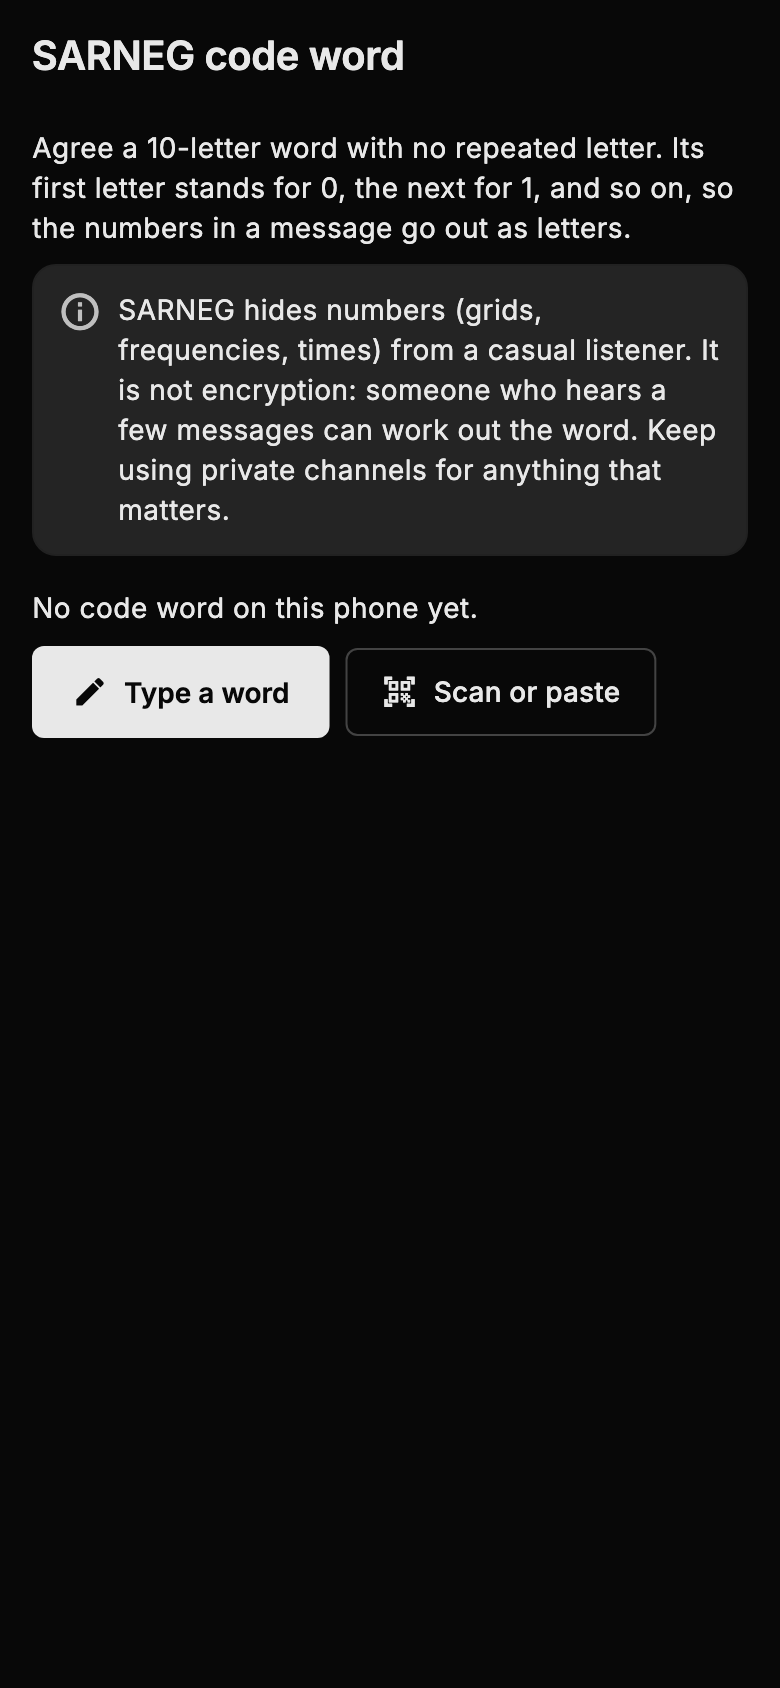 SARNEG code word
Agree a 10-letter word with no repeated letter. Its
first letter stands for 0, the next for 1, and so on, so
the numbers in a message go out as letters.
SARNEG hides numbers (grids,
frequencies, times) from a casual listener. It
is not encryption: someone who hears a
few messages can work out the word. Keep
using private channels for anything that
matters.
No code word on this phone yet.
Type a word
Scan or paste